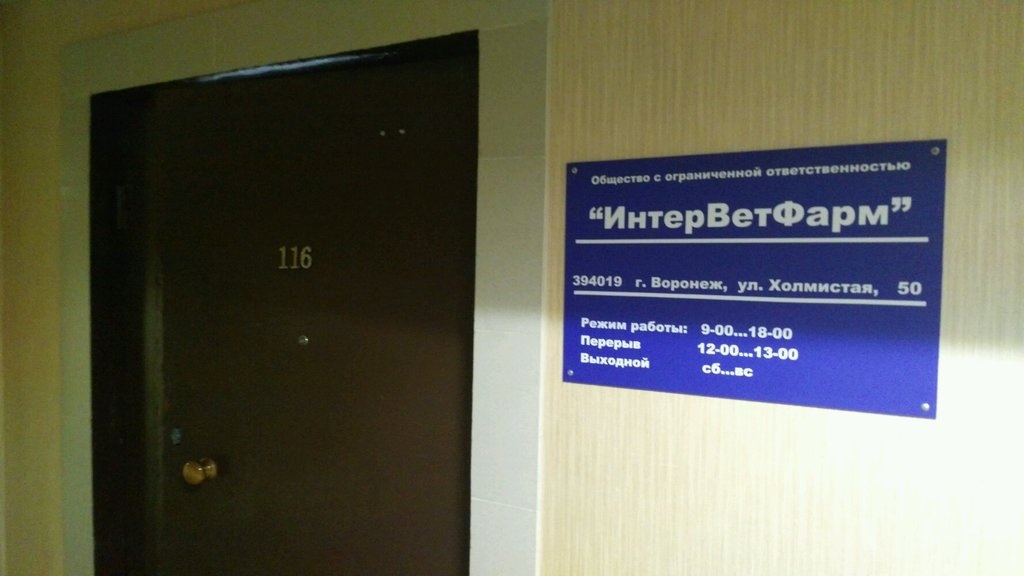 116
Общество с ограниченной ответственностью
“ИнтерВетФарм”
394019 г. Воронеж, ул. Холмистая, 50
Режим работы: 9-00...18-00
Перерыв 12-00...13-00
Выходной сб...вс